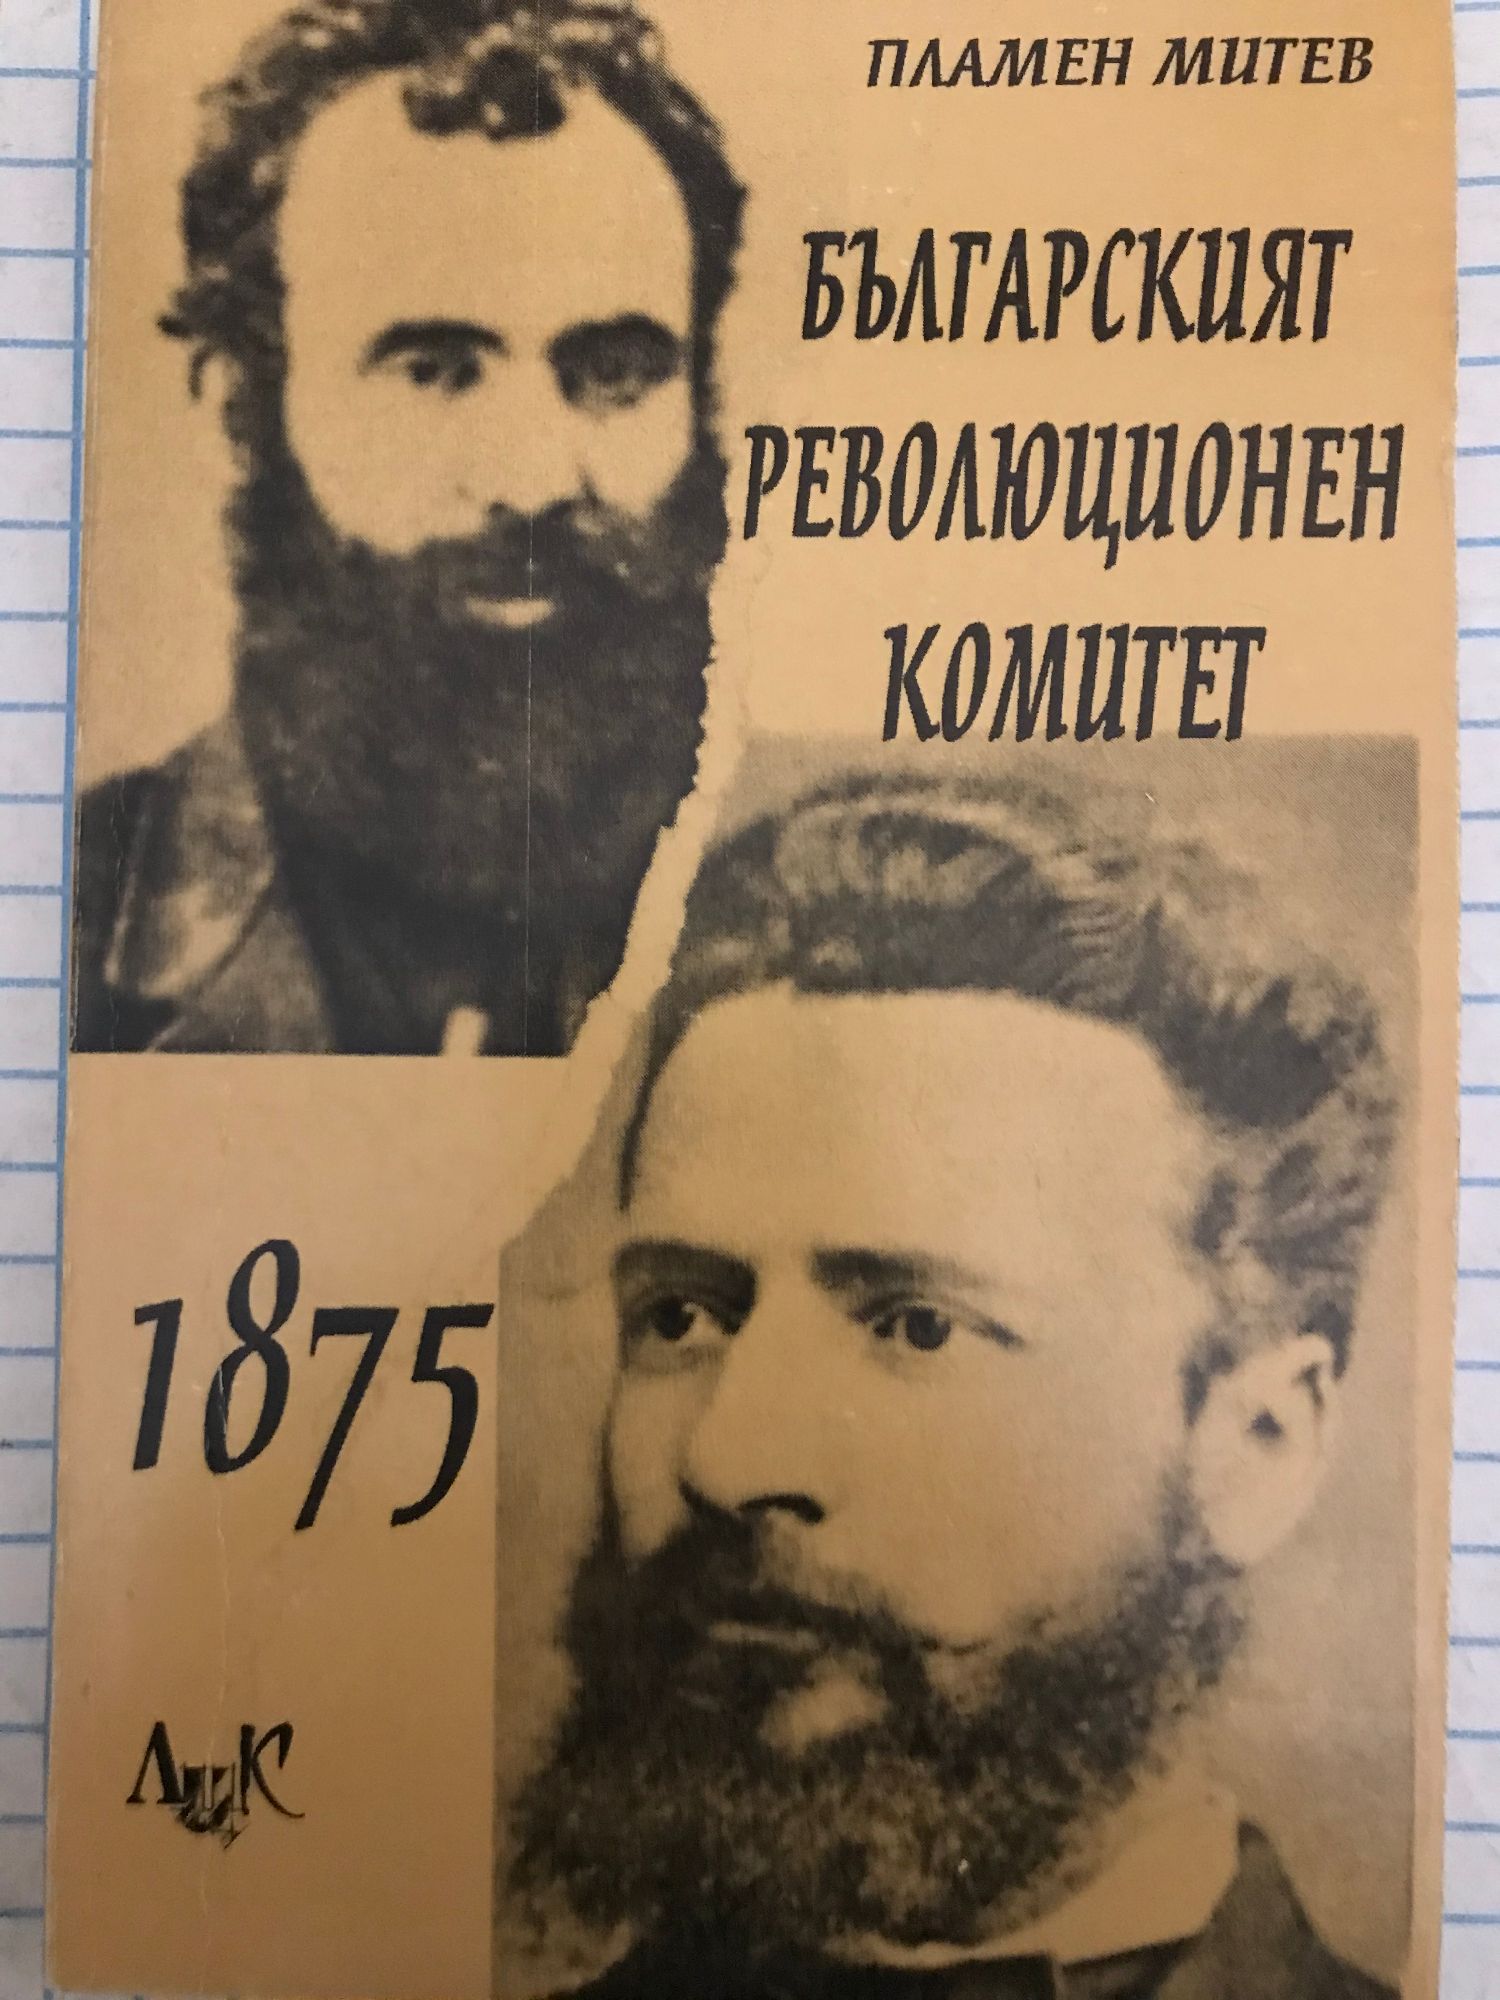 ПЛАМЕН МИТЕВ
БЪЛГАРСКИЯТ
РЕВОЛЮЦИОНЕН
КОМИТЕТ
1875
ЛИК